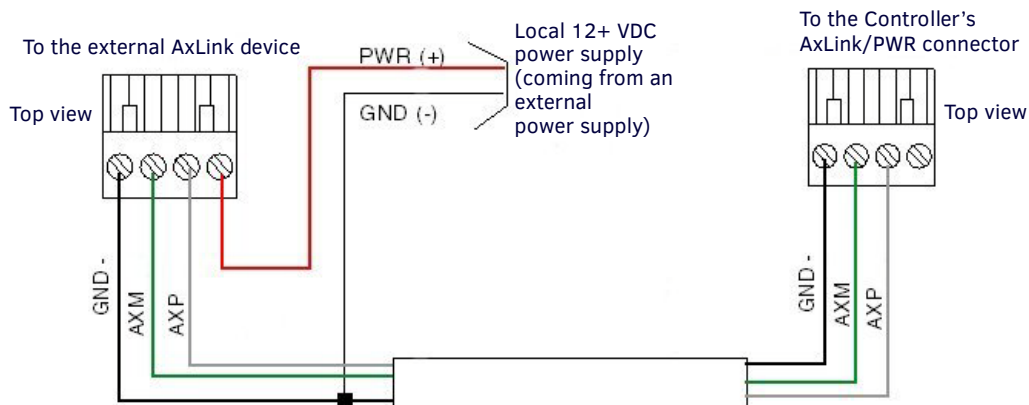 To the external AxLink device
Top view
PWR (+)
GND (-)
Local 12+ VDC
power supply
(coming from an
external
power supply)
To the Controller's
AxLink/PWR connector
Top view
GND -
AXM
AXP
GND -
AXM
AXP